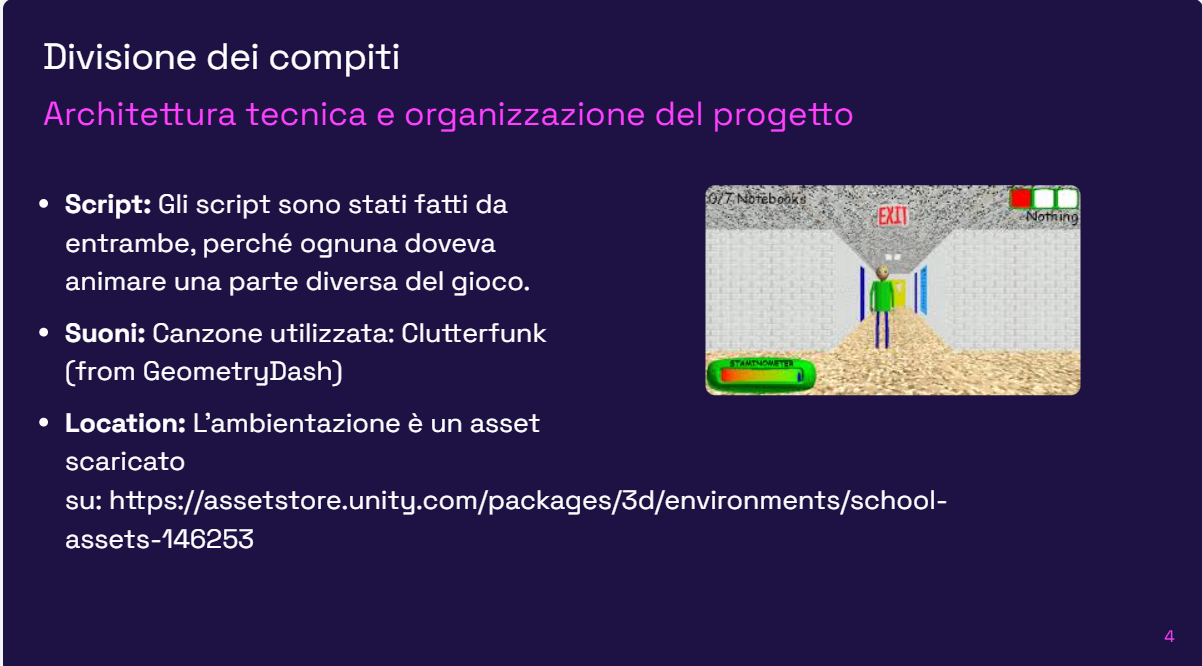 Divisione dei compiti
Architettura tecnica e organizzazione del progetto
• Script: Gli script sono stati fatti da
entrambe, perché ognuna doveva
animare una parte diversa del gioco.
• Suoni: Canzone utilizzata: Clutterfunk
(from GeometryDash)
• Location: L’ambientazione è un asset
scaricato
su: https://assetstore.unity.com/packages/3d/environments/school-
assets-146253
0/7 Notebooks
EXIT
Nothing
STAMINOMETER
4